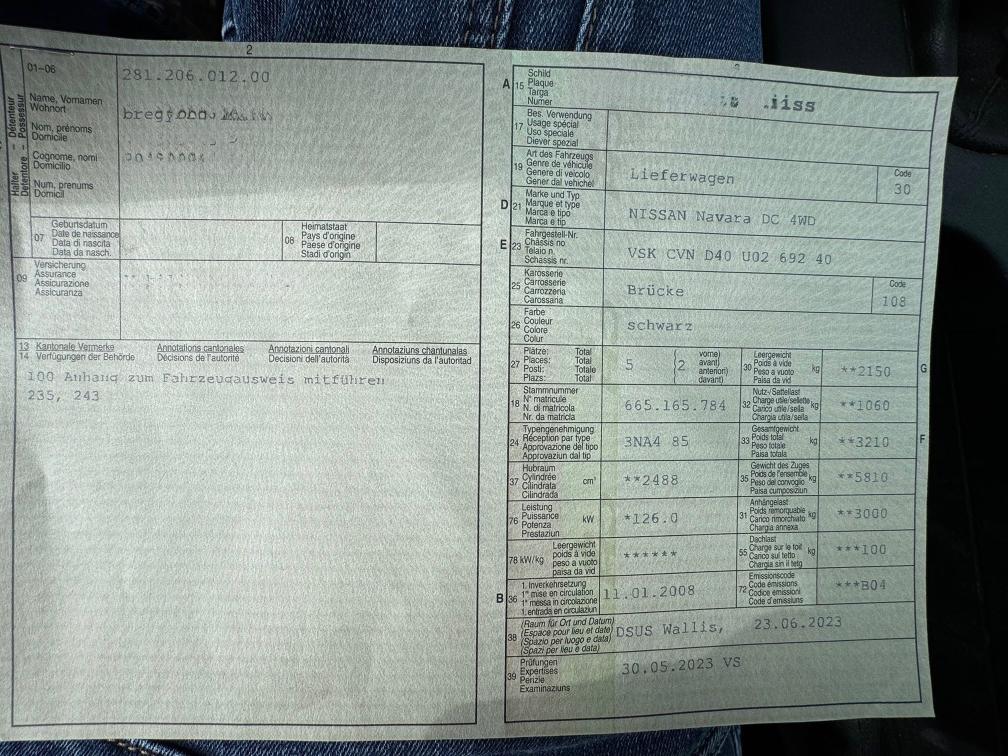 2
01-06
281.206.012.00
Halter - Détenteur
Detentore - Possessur
Name, Vornamen
Wohnort
Nom, prénoms
Domicile
Cognome, nomi
Domicilio
Num, prenums
Domicil
07
Geburtsdatum
Date de naissance
Data di nascita
Data da nasch.
08
Heimatstaat
Pays d'origine
Paese d'origine
Stadi d'origin
09
Versicherung
Assurance
Assicurazione
Assicuranza
13 Kantonale Vermerke Annotations cantonales Annotazioni cantonali Annotaziuns chantunalas
14 Verfügungen der Behörde Décisions de l'autorité Decisioni dell'autorità Disposiziuns da l'autoritad
100 Anhang zum Fahrzeugausweis mitführen
235, 243
A 15
Schild
Plaque
Targa
Numer
17
Bes. Verwendung
Usage spécial
Uso speciale
Diever spezial
19
Art des Fahrzeugs
Genre de véhicule
Genere di veicolo
Gener dal vehichel
Lieferwagen
Code
30
D 21
Marke und Typ
Marque et type
Marca e tipo
Marca e tip
NISSAN Navara DC 4WD
E 23
Fahrgestell-Nr.
Châssis no
Telaio n.
Schassis nr.
VSK CVN D40 U02 692 40
25
Karosserie
Carrosserie
Carrozzeria
Carossaria
Brücke
Code
108
26
Farbe
Couleur
Colore
Colur
schwarz
27
Plätze: Total
Places: Total
Posti: Totale
Plazs: Total
5
2
vorne)
avant)
anteriori)
davant)
30
Leergewicht
Poids à vide
Peso a vuoto
Paisa da vid
kg
**2150
G
18
Stammnummer
N° matricule
N. di matricola
Nr. da matricla
665.165.784
32
Nutz-/Sattellast
Charge utile/sellette
Carico utile/sella
Chargia utila/sella
kg
**1060
24
Typengenehmigung
Réception par type
Approvazione del tipo
Approvaziun dal tip
3NA4 85
33
Gesamtgewicht
Poids total
Peso totale
Paisa totala
kg
**3210
F
37
Hubraum
Cylindrée
Cilindrata
Cilindrada
cm³
**2488
35
Gewicht des Zuges
Poids de l'ensemble
Peso del convoglio
Paisa cumposiziun
kg
**5810
76
Leistung
Puissance
Potenza
Prestaziun
kW
*126.0
31
Anhängelast
Poids remorquable
Carico rimorchiato
Chargia annexa
kg
**3000
78 kW/kg
Leergewicht
poids à vide
peso a vuoto
paisa da vid
******
55
Dachlast
Charge sur le toit
Carico sul tetto
Chargia sin il tetg
kg
***100
B 36
1. Inverkehrsetzung
1re mise en circulation
1a messa in circolazione
1. entrada en circulaziun
11.01.2008
72
Emissionscode
Code émissions
Codice emissioni
Code d'emissiuns
***B04
38
(Raum für Ort und Datum)
(Espace pour lieu et date)
(Spazio per luogo e data)
(Spazi per lieu e data)
DSUS Wallis, 23.06.2023
39
Prüfungen
Expertises
Perizie
Examinaziuns
30.05.2023 VS